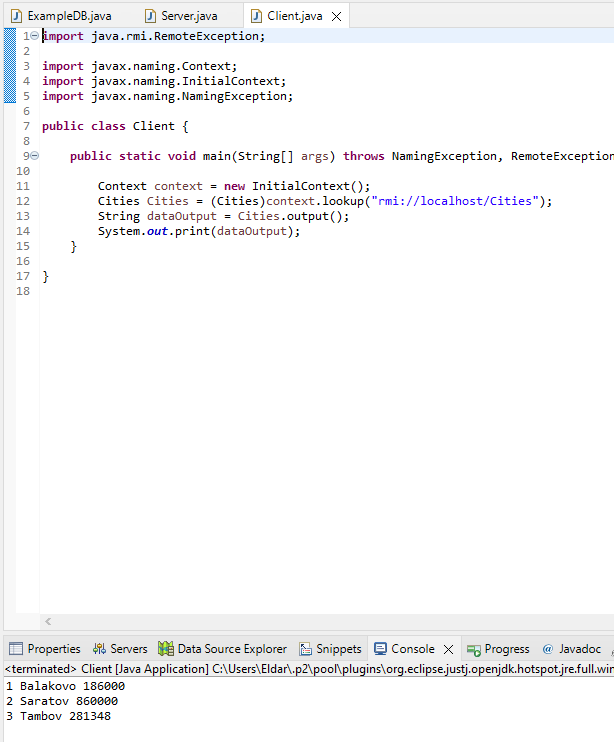 ExampleDB.java Server.java Client.java
1 import java.rmi.RemoteException;
2
3 import javax.naming.Context;
4 import javax.naming.InitialContext;
5 import javax.naming.NamingException;
6
7 public class Client {
8
9 public static void main(String[] args) throws NamingException, RemoteException
10
11 Context context = new InitialContext();
12 Cities Cities = (Cities)context.lookup("rmi://localhost/Cities");
13 String dataOutput = Cities.output();
14 System.out.print(dataOutput);
15 }
16
17 }
18
Properties Servers Data Source Explorer Snippets Console Progress Javadoc
<terminated> Client [Java Application] C:\Users\Eldar\.p2\pool\plugins\org.eclipse.justj.openjdk.hotspot.jre.full.win
1 Balakovo 186000
2 Saratov 860000
3 Tambov 281348